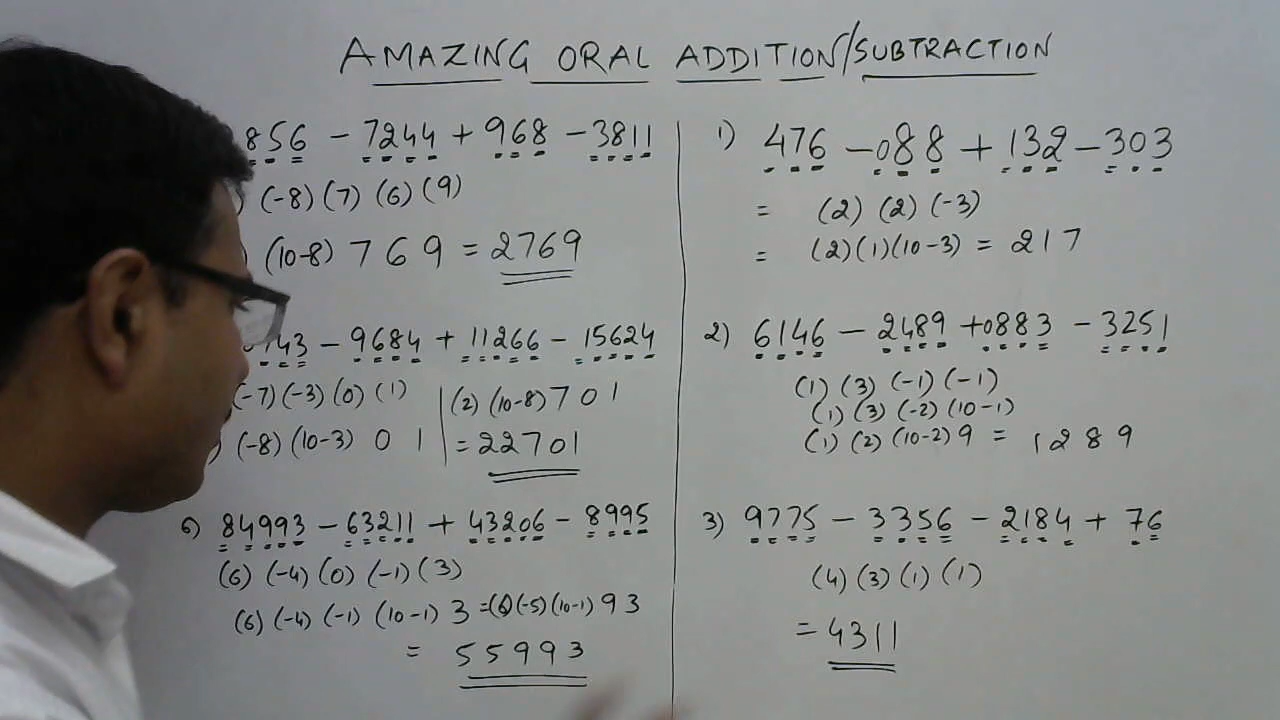 AMAZING ORAL ADDITION/SUBTRACTION
856 - 7244 + 968 - 3811
(-8) (7) (6) (9)
(10-8) 7 6 9 = 2769
143 - 9684 + 11266 - 15624
(-7) (-3) (0) (1) | (2) (10-8) 7 0 1
) (-8) (10-3) 0 1 | = 22701
6) 84993 - 63211 + 43206 - 8995
(6) (-4) (0) (-1) (3)
(6) (-4) (-1) (10-1) 3 = (6) (-5) (10-1) 9 3
= 55993
1) 476 - 088 + 132 - 303
= (2) (2) (-3)
= (2) (1) (10-3) = 217
2) 6146 - 2489 + 0883 - 3251
(1) (3) (-1) (-1)
(1) (3) (-2) (10-1)
(1) (2) (10-2) 9 = 1289
3) 9775 - 3356 - 2184 + 76
(4) (3) (1) (1)
= 4311